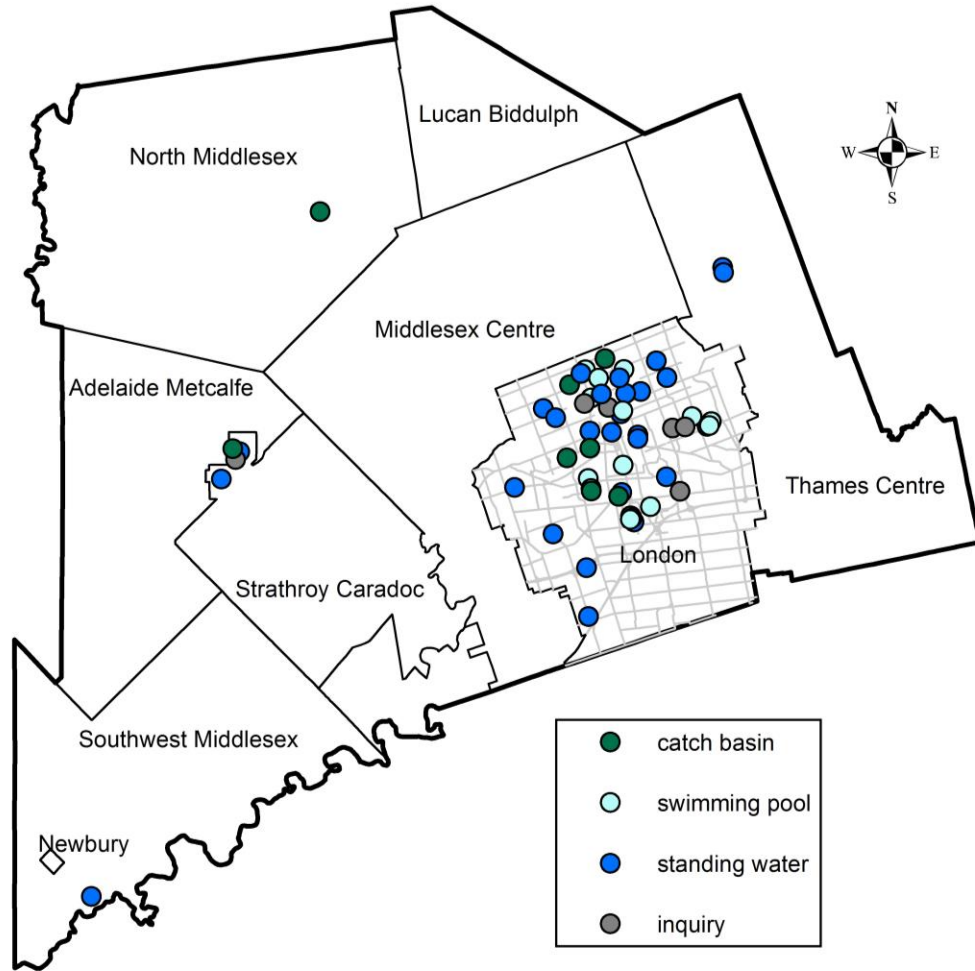 Lucan Biddulph
North Middlesex
N
W E
S
Middlesex Centre
Adelaide Metcalfe
Thames Centre
London
Strathroy Caradoc
Southwest Middlesex
Newbury
catch basin
swimming pool
standing water
inquiry